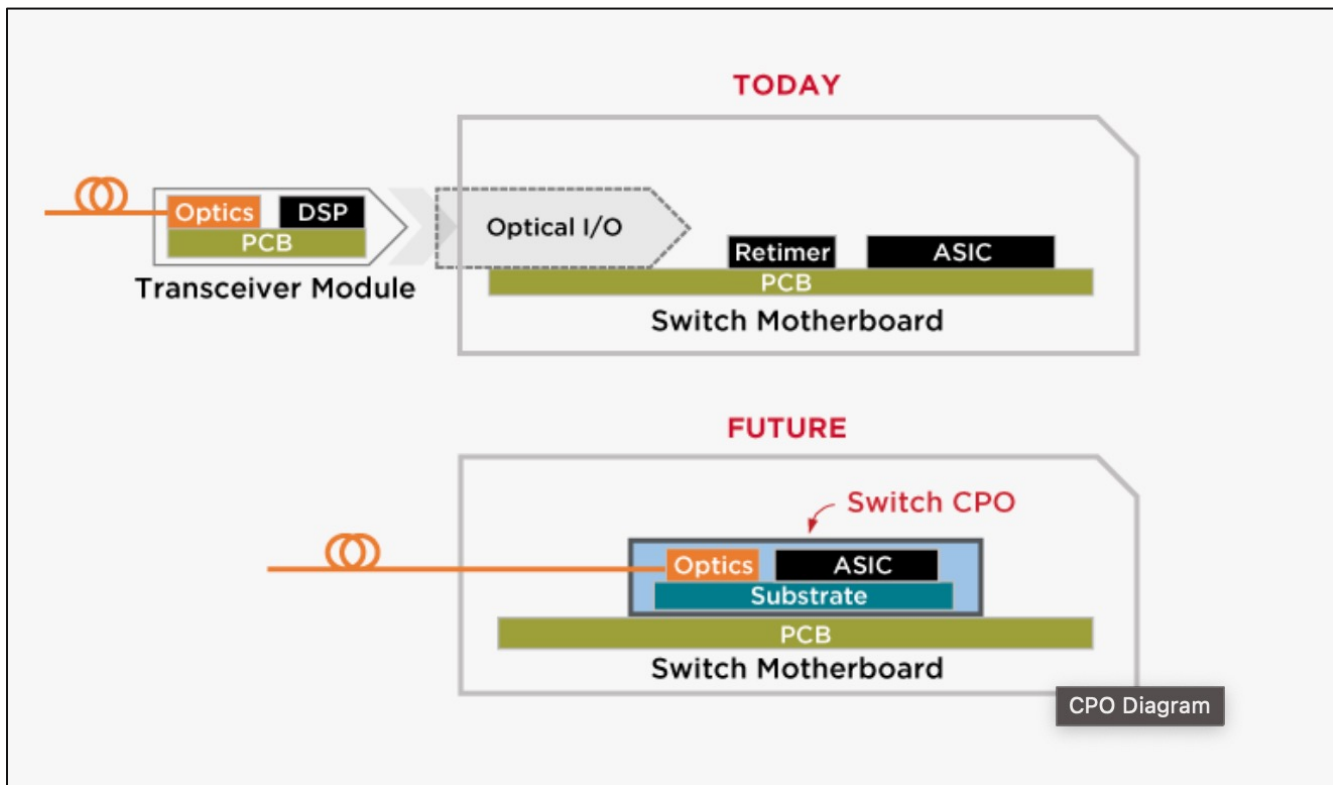 TODAY
Optics
DSP
PCB
Transceiver Module
Optical I/O
Retimer
ASIC
PCB
Switch Motherboard
FUTURE
Switch CPO
Optics
ASIC
Substrate
PCB
Switch Motherboard
CPO Diagram